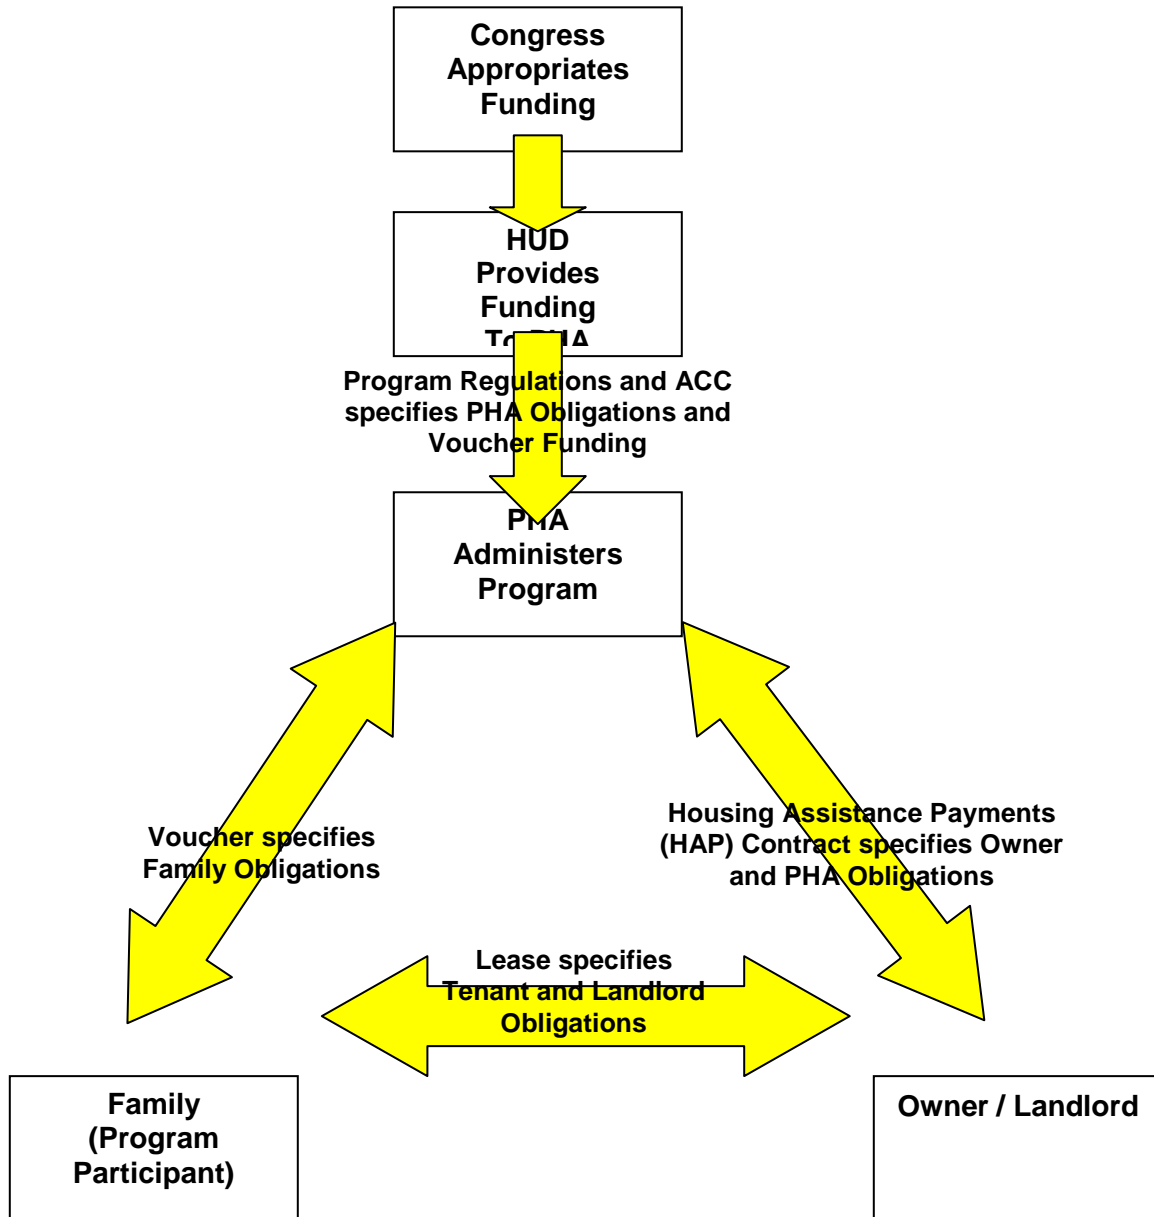 Congress
Appropriates
Funding
HUD
Provides
Funding
To PHA
Program Regulations and ACC
specifies PHA Obligations and
Voucher Funding
PHA
Administers
Program
Voucher specifies
Family Obligations
Housing Assistance Payments
(HAP) Contract specifies Owner
and PHA Obligations
Lease specifies
Tenant and Landlord
Obligations
Family
(Program
Participant)
Owner / Landlord